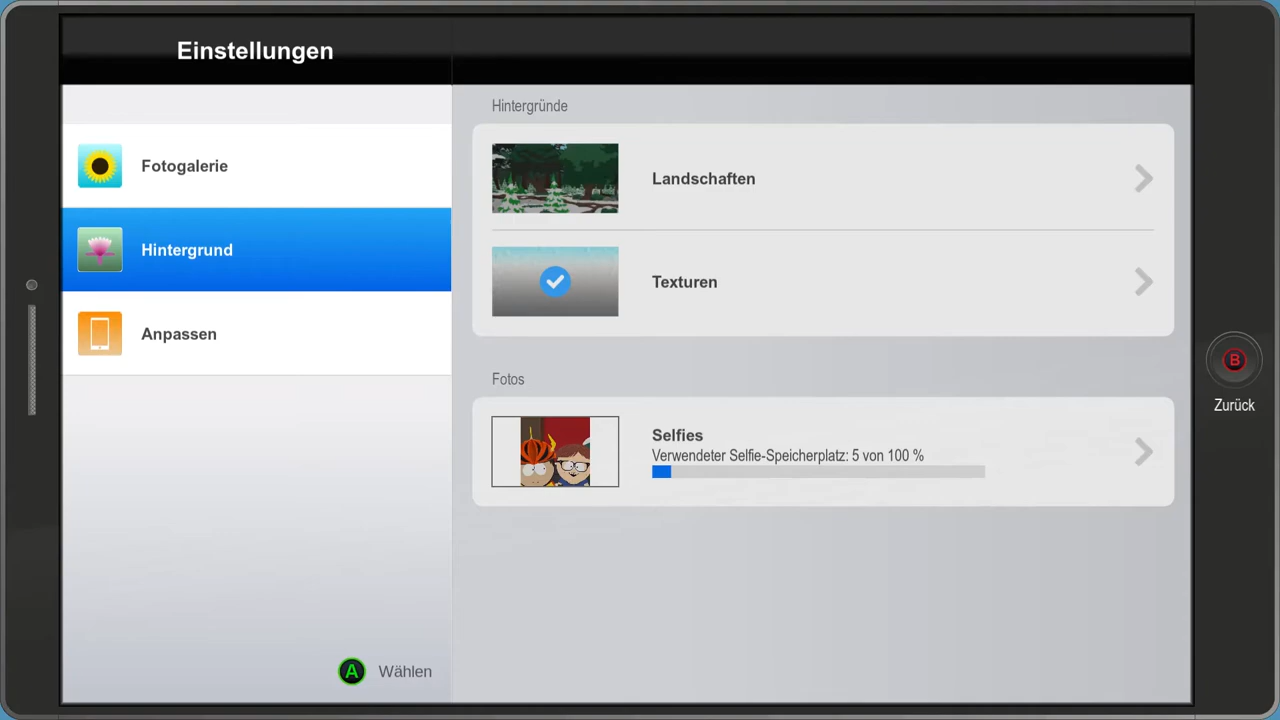 Einstellungen
Fotogalerie
Hintergrund
Anpassen
A Wählen
Hintergründe
Landschaften
Texturen
Fotos
Selfies
Verwendeter Selfie-Speicherplatz: 5 von 100 %
B
Zurück